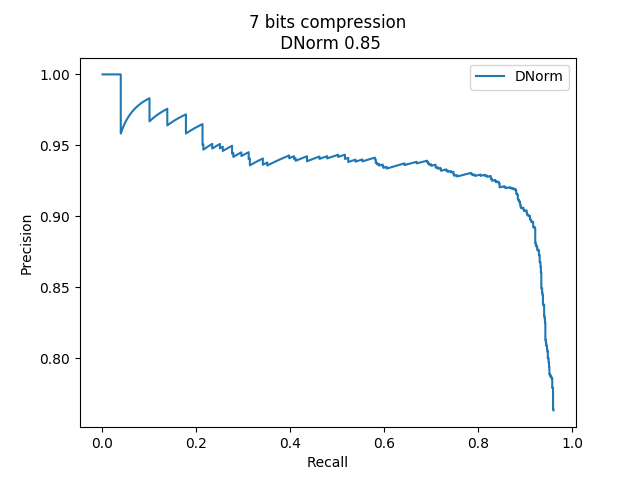 7 bits compression
DNorm 0.85
DNorm
1.00
0.95
0.90
0.85
0.80
Precision
0.0 0.2 0.4 0.6 0.8 1.0
Recall